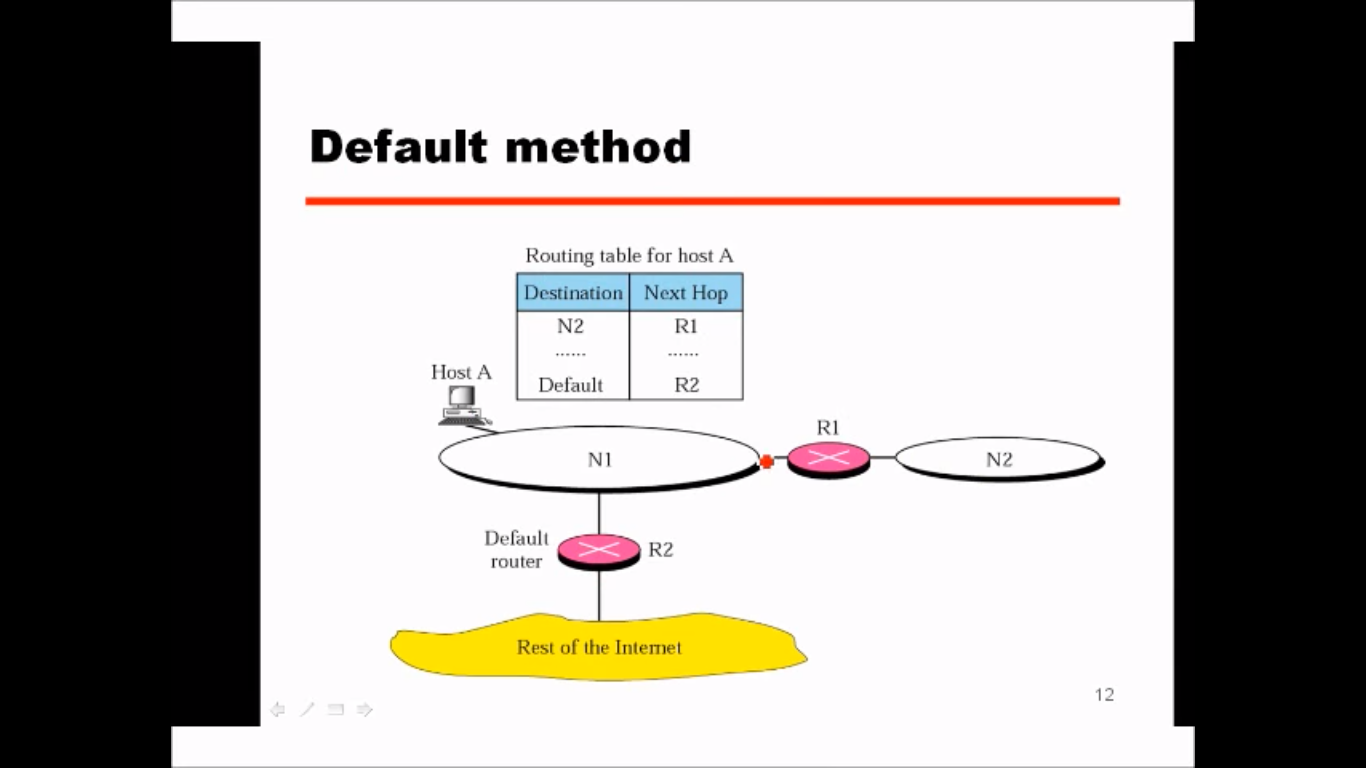 Default method
Routing table for host A
Destination Next Hop
N2 R1
...... ......
Default R2
Host A
R1
N1
N2
Default
router
R2
Rest of the Internet
12